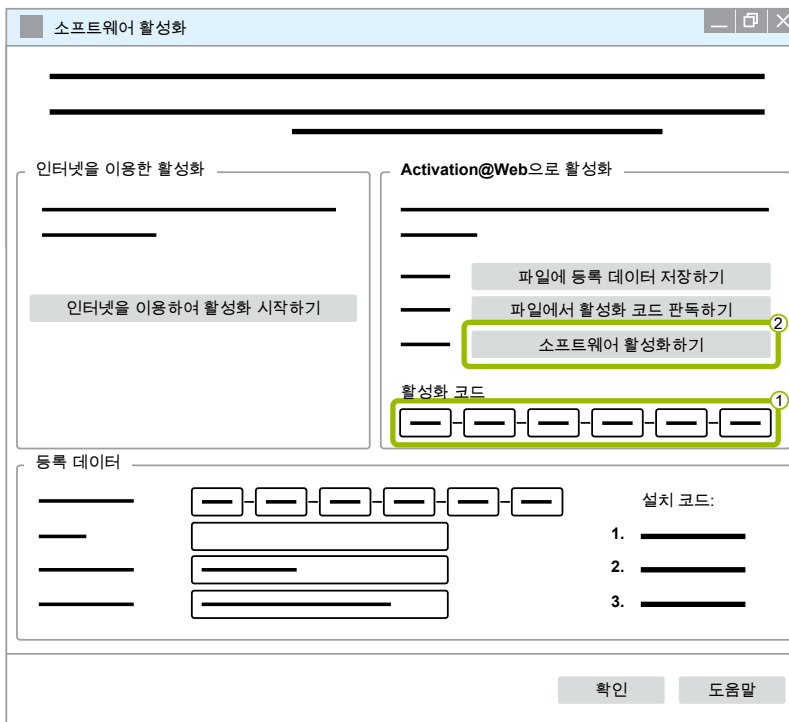 소프트웨어 활성화
인터넷을 이용한 활성화
인터넷을 이용하여 활성화 시작하기
Activation@Web으로 활성화
파일에 등록 데이터 저장하기
파일에서 활성화 코드 판독하기
②
소프트웨어 활성화하기
활성화 코드
①
등록 데이터
설치 코드:
1.
2.
3.
확인
도움말